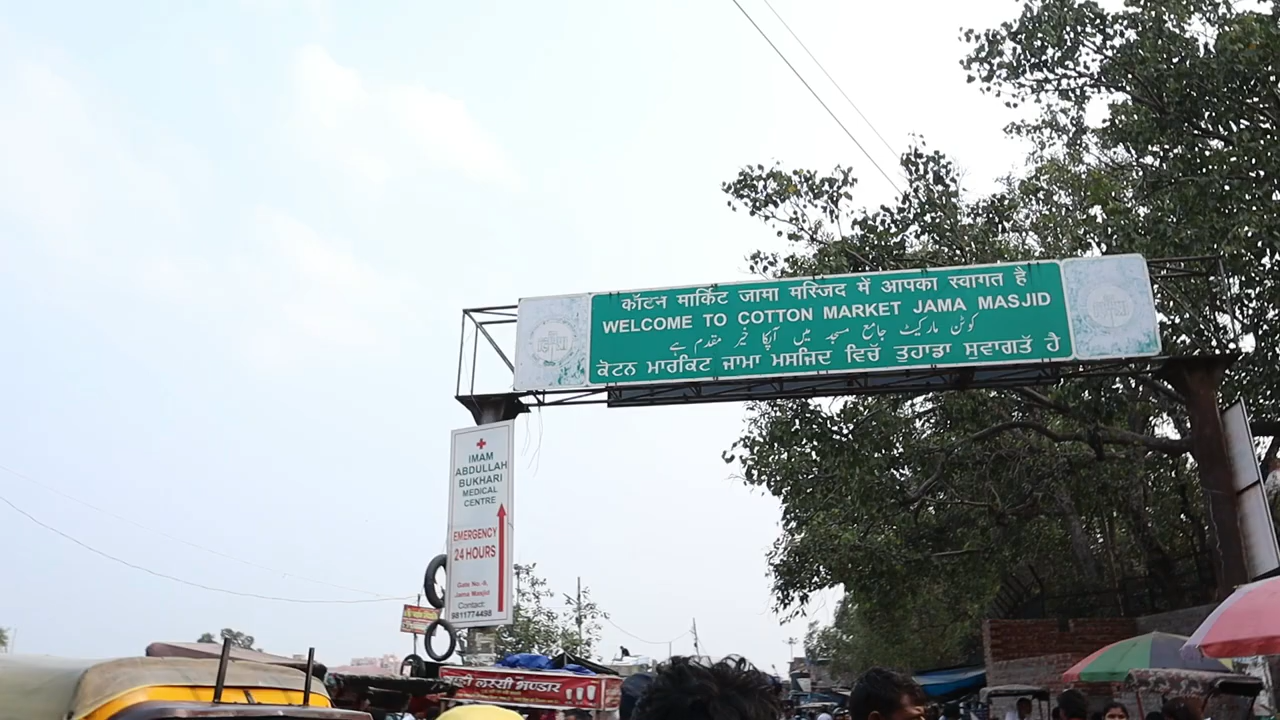 कॉटन मार्किट जामा मस्जिद में आपका स्वागत है
WELCOME TO COTTON MARKET JAMA MASJID
کوٹن مارکیٹ جامع مسجد میں آپکا خیر مقدم ہے
ਕੋਟਨ ਮਾਰਕਿਟ ਜਾਮਾ ਮਸਜਿਦ ਵਿਚੋਂ ਤੁਹਾਡਾ ਸੁਵਾਗਤੋਂ ਹੈ
IMAM
ABDULLAH
BUKHARI
MEDICAL
CENTRE
EMERGENCY
24 HOURS
Gate No.
Jama Masjid
Contact:
9811774498
लस्सी भण्डार